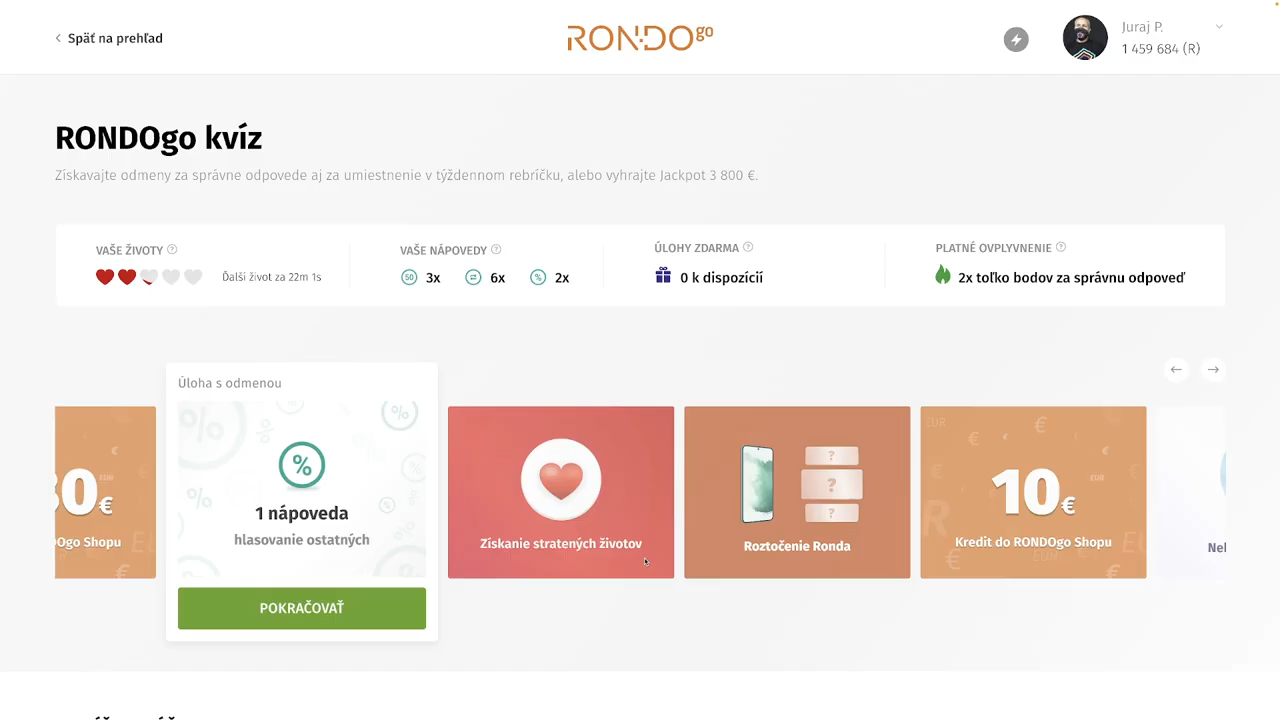 Späť na prehľad
RONDOgo
Juraj P.
1 459 684 (R)
RONDOgo kvíz
Získavajte odmeny za správne odpovede aj za umiestnenie v týždennom rebríčku, alebo vyhrajte Jackpot 3 800 €.
VAŠE ŽIVOTY ?
Ďalší život za 22m 1s
VAŠE NÁPOVEDY ?
50 3x
6x
% 2x
ÚLOHY ZDARMA ?
0 k dispozícií
PLATNÉ OVPLYVNENIE ?
2x toľko bodov za správnu odpoveď
← →
0€
Ogo Shopu
Úloha s odmenou
%
1 nápoveda
hlasovanie ostatných
POKRAČOVAŤ
Získanie stratených životov
?
?
?
Roztočenie Ronda
10€
Kredit do RONDOgo Shopu
Nel